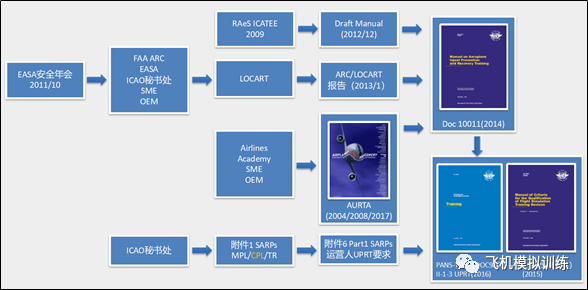 RAeS ICATEE
2009
Draft Manual
(2012/12)
EASA安全年会
2011/10
FAA ARC
EASA
ICAO秘书处
SME
OEM
LOCART
ARC/LOCART
报告（2013/1）
Manual on Aeroplane
Upset Prevention
and Recovery Training
Doc 10011(2014)
Airlines
Academy
SME
OEM
AURTA
(2004/2008/2017)
ICAO秘书处
附件1 SARPs
MPL/CPL/TR
附件6 Part1 SARPs
运营人UPRT要求
Training
Manual of Criteria
for the Qualification
of Flight Simulation
Training Devices
PANS-
II-1-3 UPRT(2016)
(2015)
飞机模拟训练